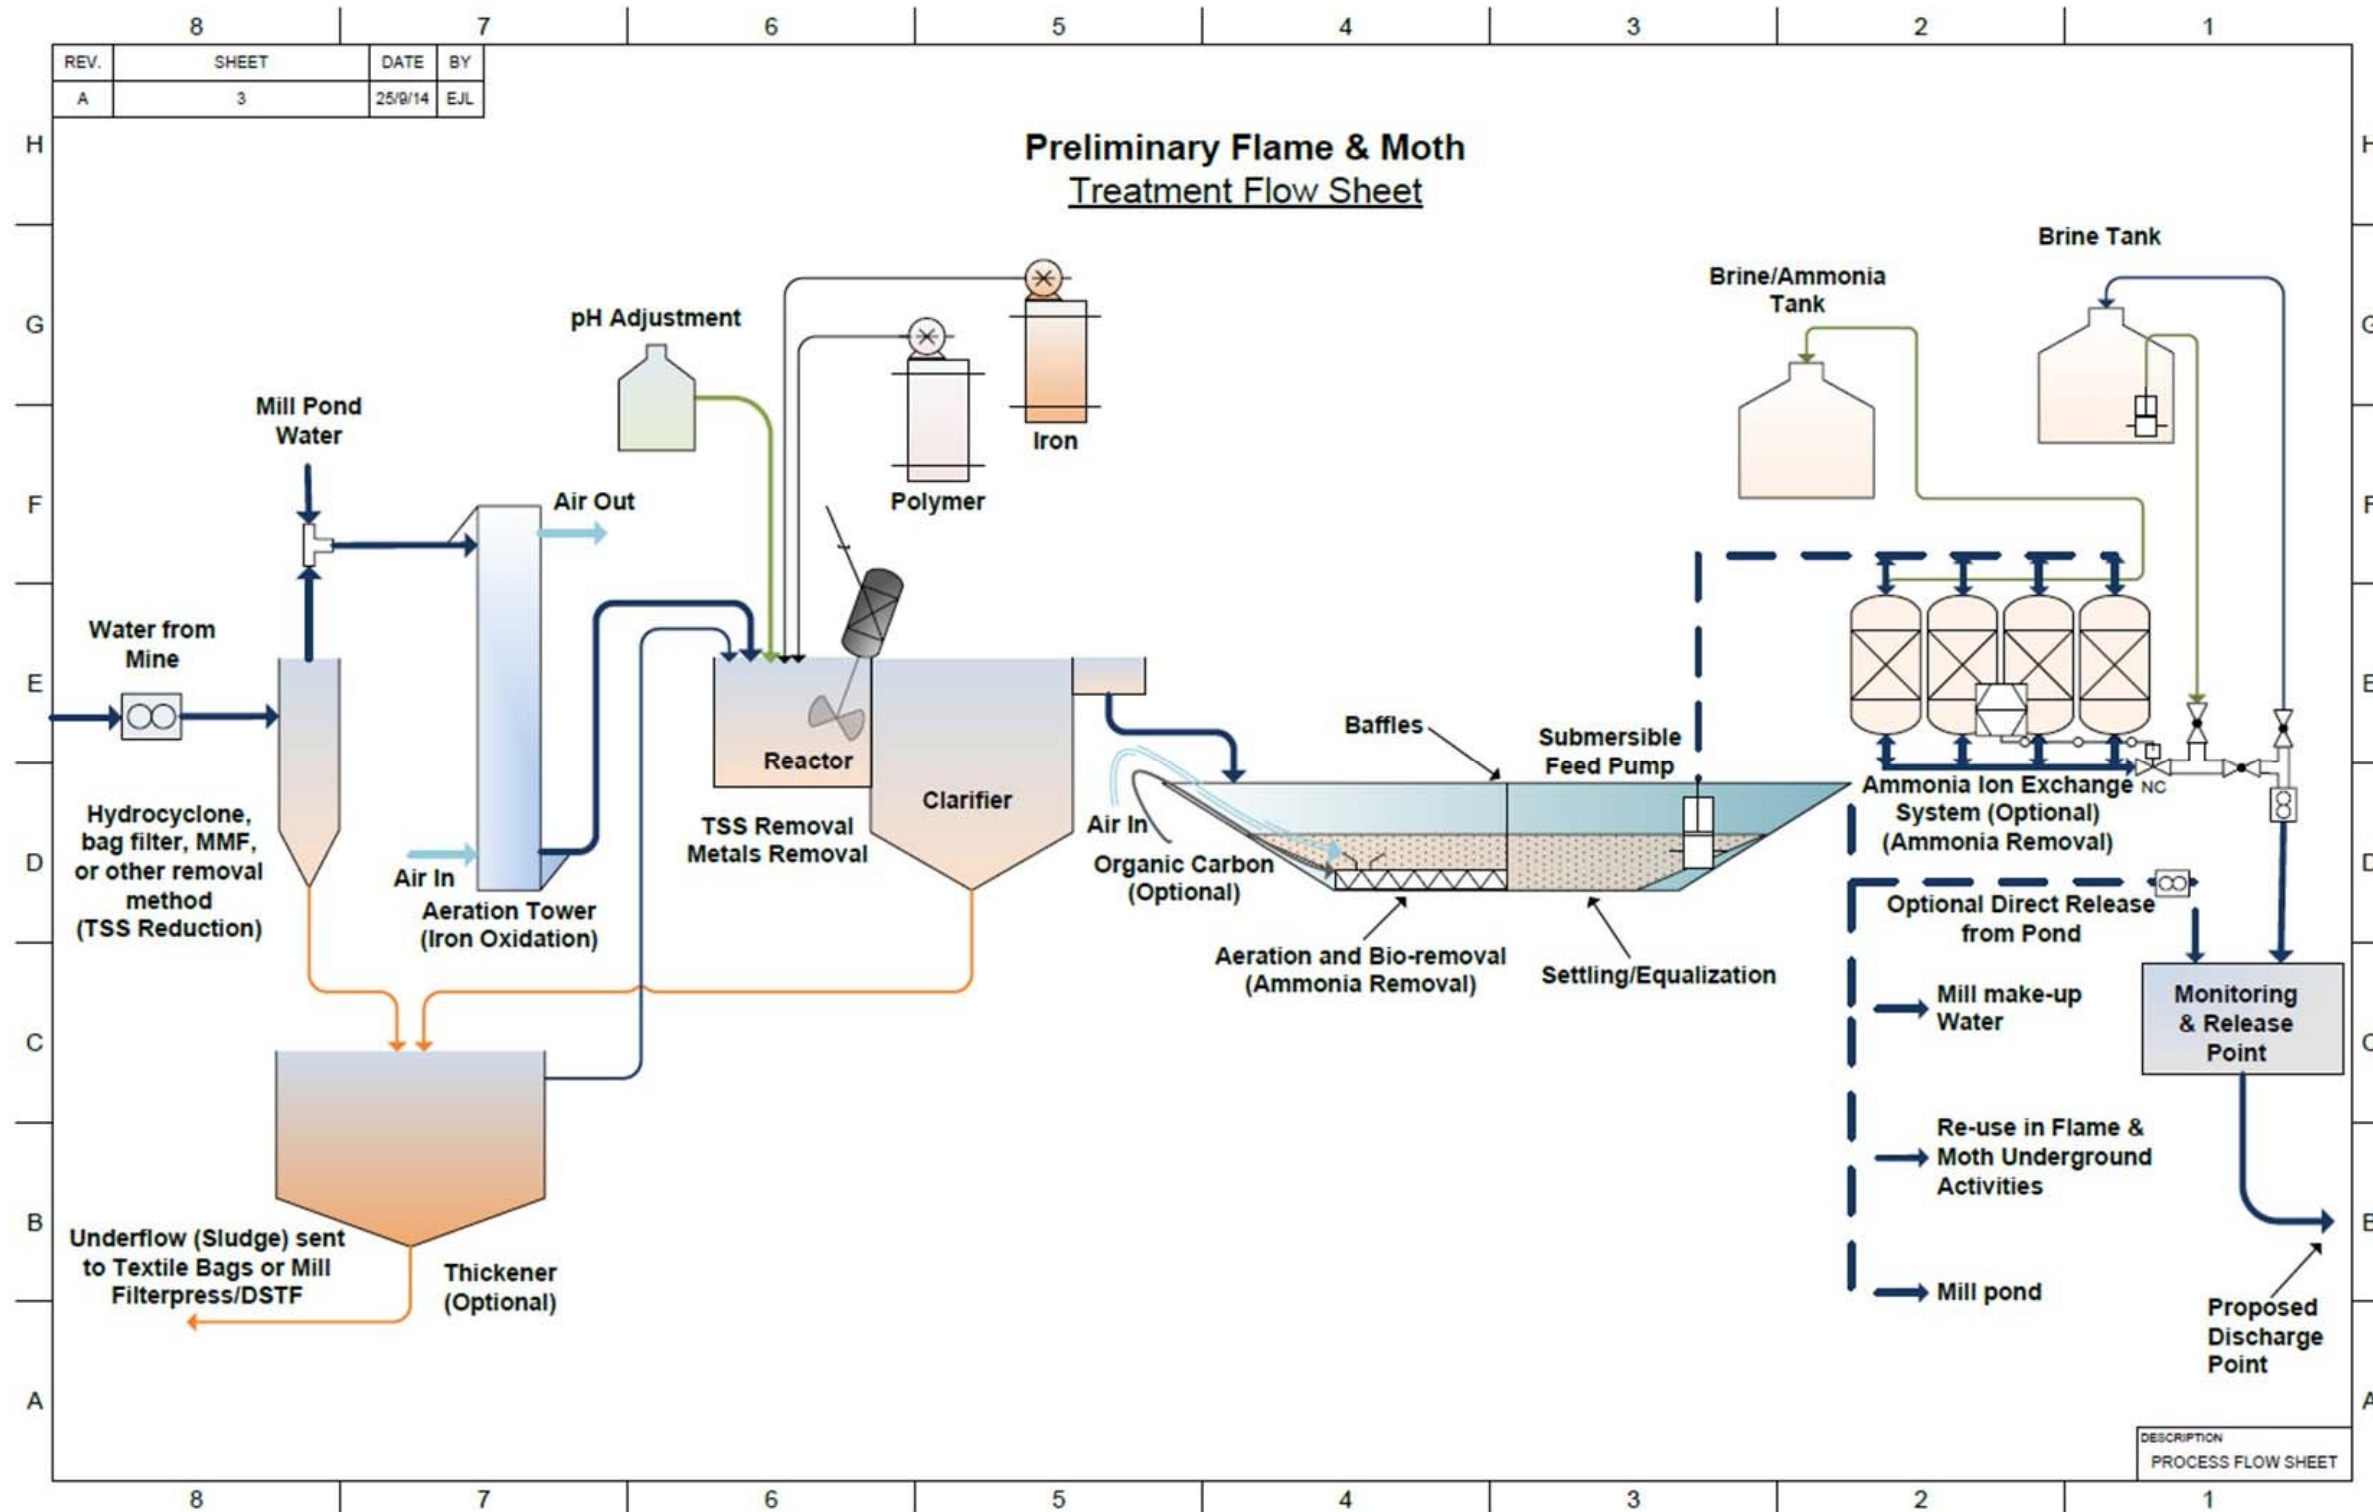 8 7 6 5 4 3 2 1
REV. SHEET DATE BY
A 3 25/9/14 EJL
H H
Preliminary Flame & Moth
Treatment Flow Sheet
Brine Tank
Brine/Ammonia
Tank
G G
pH Adjustment
Mill Pond
Water
Iron
Polymer
F F
Air Out
Water from
Mine
E E
Reactor
Clarifier
Baffles
Submersible
Feed Pump
Ammonia Ion Exchange NC
System (Optional)
(Ammonia Removal)
Hydrocyclone,
bag filter, MMF,
or other removal
method
(TSS Reduction)
TSS Removal
Metals Removal
Air In
Organic Carbon
(Optional)
D D
Air In
Aeration Tower
(Iron Oxidation)
Optional Direct Release
from Pond
Aeration and Bio-removal
(Ammonia Removal)
Settling/Equalization
Mill make-up
Water
Monitoring
& Release
Point
C C
Re-use in Flame &
Moth Underground
Activities
B B
Underflow (Sludge) sent
to Textile Bags or Mill
Filterpress/DSTF
Thickener
(Optional)
Mill pond
Proposed
Discharge
Point
A A
DESCRIPTION
PROCESS FLOW SHEET
8 7 6 5 4 3 2 1